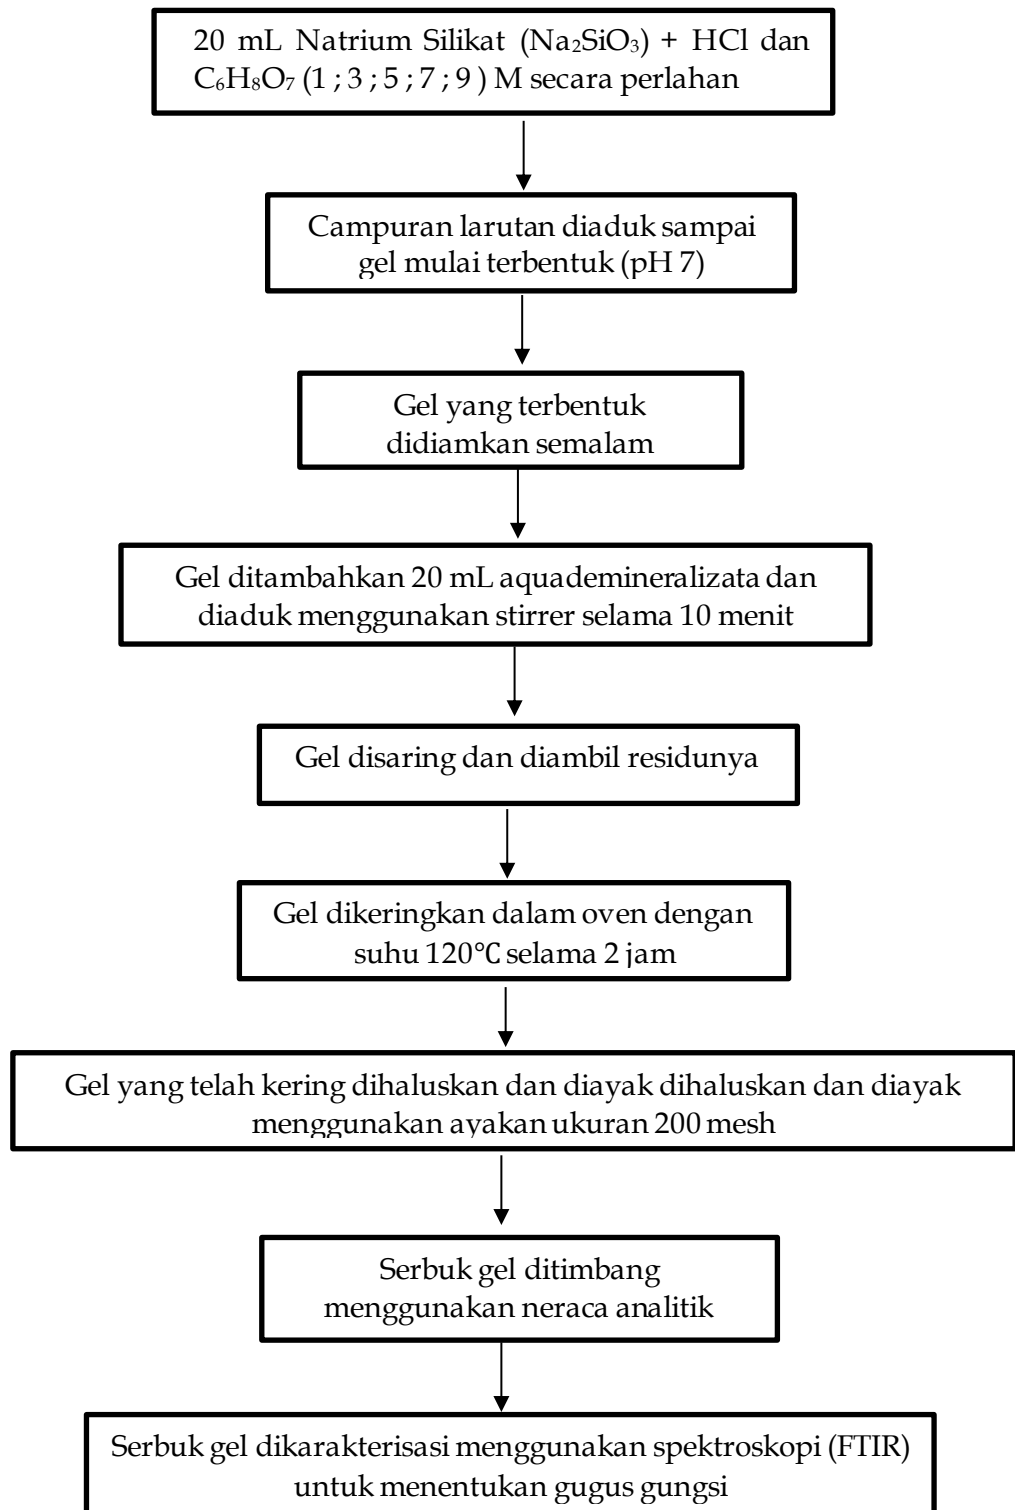 20 mL Natrium Silikat (Na₂SiO₃) + HCl dan
C₆H₈O₇ (1 ; 3 ; 5 ; 7 ; 9 ) M secara perlahan
Campuran larutan diaduk sampai
gel mulai terbentuk (pH 7)
Gel yang terbentuk
didiamkan semalam
Gel ditambahkan 20 mL aquademineralizata dan
diaduk menggunakan stirrer selama 10 menit
Gel disaring dan diambil residunya
Gel dikeringkan dalam oven dengan
suhu 120°C selama 2 jam
Gel yang telah kering dihaluskan dan diayak dihaluskan dan diayak
menggunakan ayakan ukuran 200 mesh
Serbuk gel ditimbang
menggunakan neraca analitik
Serbuk gel dikarakterisasi menggunakan spektroskopi (FTIR)
untuk menentukan gugus gungsi